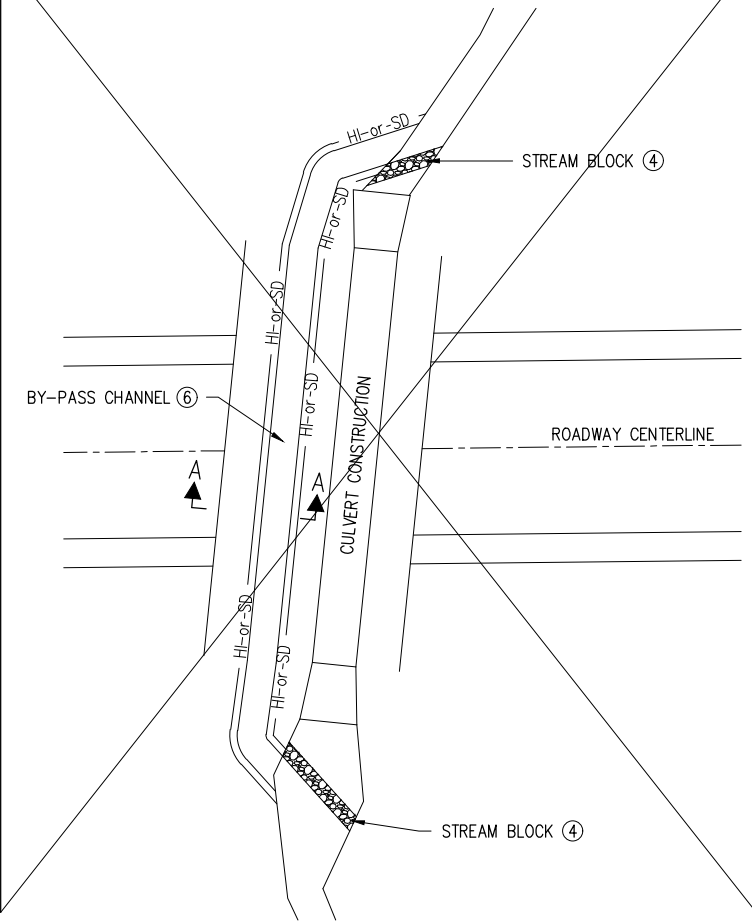 HI-or-SD
STREAM BLOCK ④
HI-or-SD
HI-or-SD
BY-PASS CHANNEL ⑥
HI-or-SD
CULVERT CONSTRUCTION
ROADWAY CENTERLINE
A
A
HI-or-SD
HI-or-SD
STREAM BLOCK ④